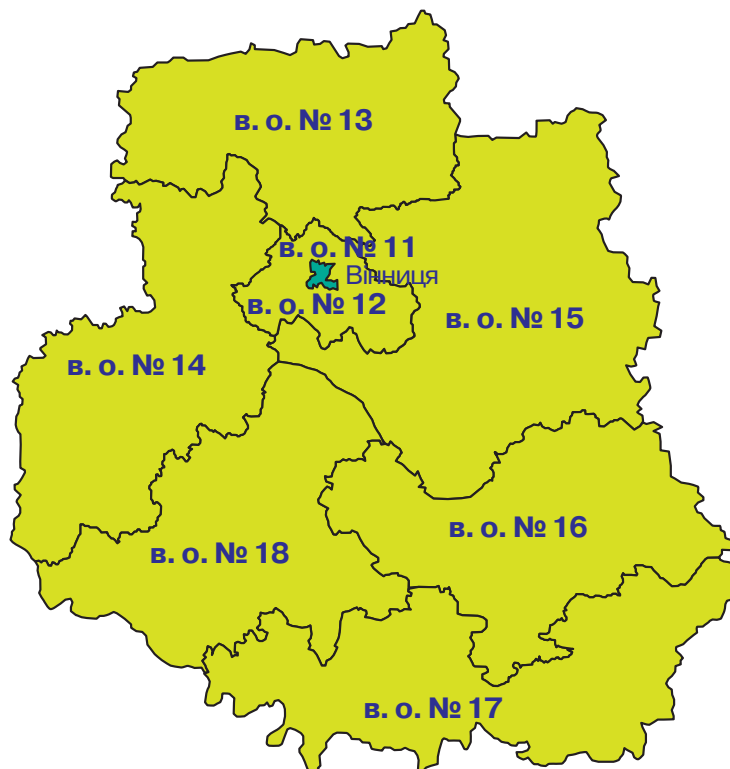 в. о. № 13
в. о. № 11
Вінниця
в. о. № 12
в. о. № 15
в. о. № 14
в. о. № 16
в. о. № 18
в. о. № 17